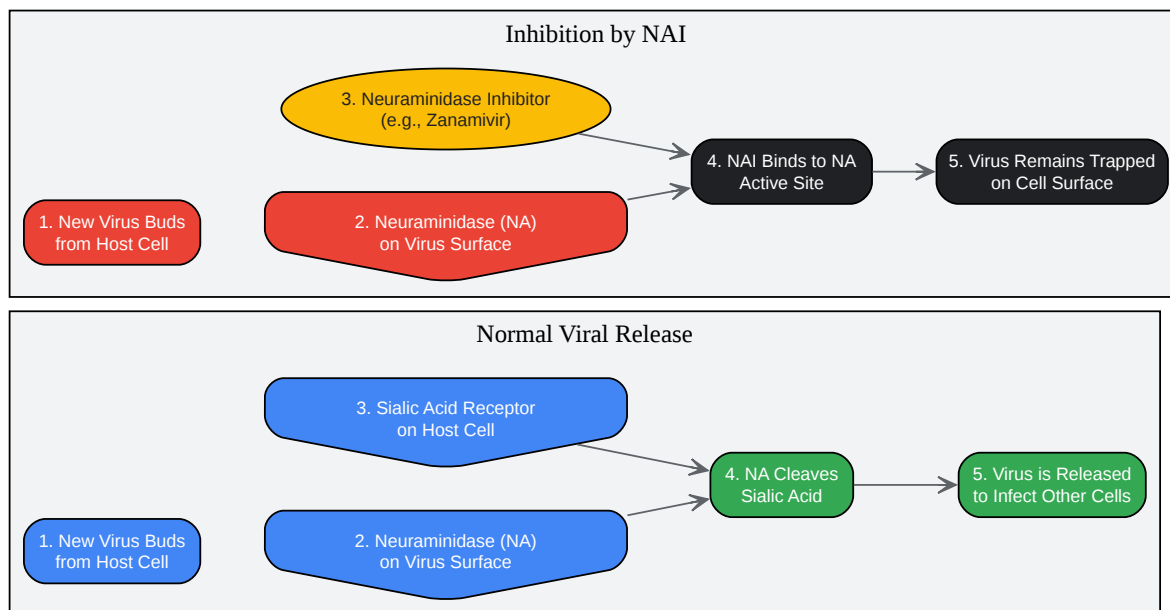 Inhibition by NAI
3. Neuraminidase Inhibitor
(e.g., Zanamivir)
4. NAI Binds to NA
Active Site
5. Virus Remains Trapped
on Cell Surface
1. New Virus Buds
from Host Cell
2. Neuraminidase (NA)
on Virus Surface
Normal Viral Release
3. Sialic Acid Receptor
on Host Cell
4. NA Cleaves
Sialic Acid
5. Virus is Released
to Infect Other Cells
1. New Virus Buds
from Host Cell
2. Neuraminidase (NA)
on Virus Surface